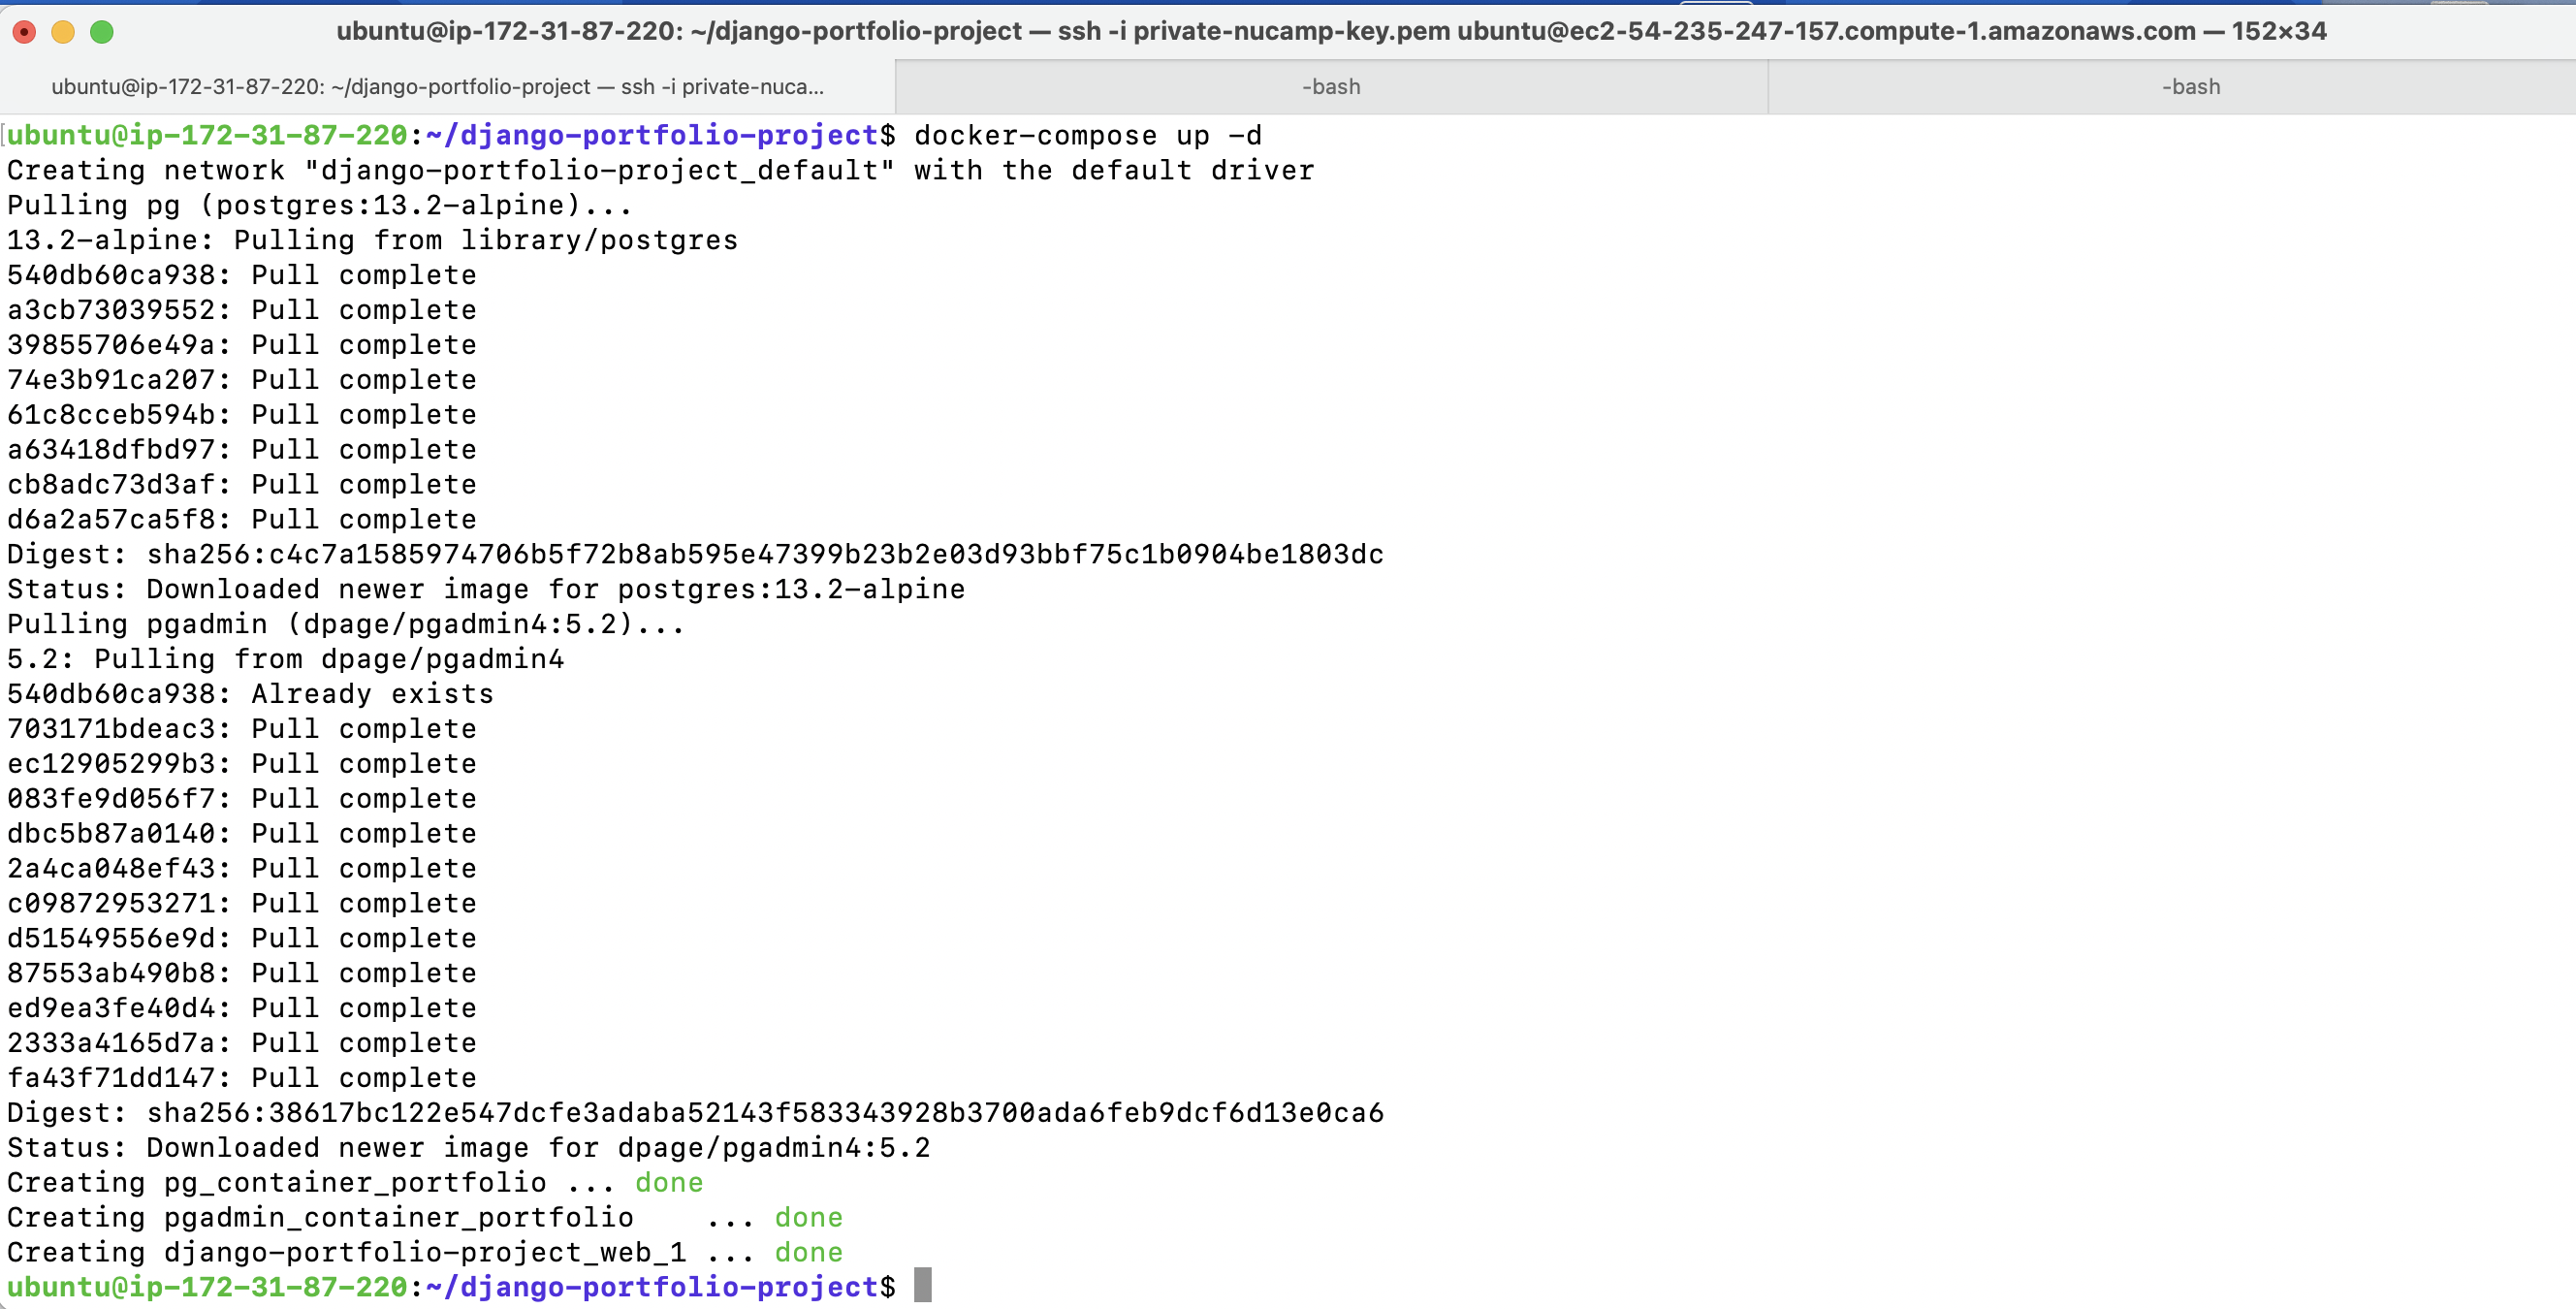 ubuntu@ip-172-31-87-220: ~/django-portfolio-project — ssh -i private-nucamp-key.pem ubuntu@ec2-54-235-247-157.compute-1.amazonaws.com — 152×34
ubuntu@ip-172-31-87-220: ~/django-portfolio-project — ssh -i private-nuca...
-bash
-bash
ubuntu@ip-172-31-87-220:~/django-portfolio-project$ docker-compose up -d
Creating network "django-portfolio-project_default" with the default driver
Pulling pg (postgres:13.2-alpine)...
13.2-alpine: Pulling from library/postgres
540db60ca938: Pull complete
a3cb73039552: Pull complete
39855706e49a: Pull complete
74e3b91ca207: Pull complete
61c8cceb594b: Pull complete
a63418dfbd97: Pull complete
cb8adc73d3af: Pull complete
d6a2a57ca5f8: Pull complete
Digest: sha256:c4c7a1585974706b5f72b8ab595e47399b23b2e03d93bbf75c1b0904be1803dc
Status: Downloaded newer image for postgres:13.2-alpine
Pulling pgadmin (dpage/pgadmin4:5.2)...
5.2: Pulling from dpage/pgadmin4
540db60ca938: Already exists
703171bdeac3: Pull complete
ec12905299b3: Pull complete
083fe9d056f7: Pull complete
dbc5b87a0140: Pull complete
2a4ca048ef43: Pull complete
c09872953271: Pull complete
d51549556e9d: Pull complete
87553ab490b8: Pull complete
ed9ea3fe40d4: Pull complete
2333a4165d7a: Pull complete
fa43f71dd147: Pull complete
Digest: sha256:38617bc122e547dcfe3adaba52143f583343928b3700ada6feb9dcf6d13e0ca6
Status: Downloaded newer image for dpage/pgadmin4:5.2
Creating pg_container_portfolio ... done
Creating pgadmin_container_portfolio    ... done
Creating django-portfolio-project_web_1 ... done
ubuntu@ip-172-31-87-220:~/django-portfolio-project$